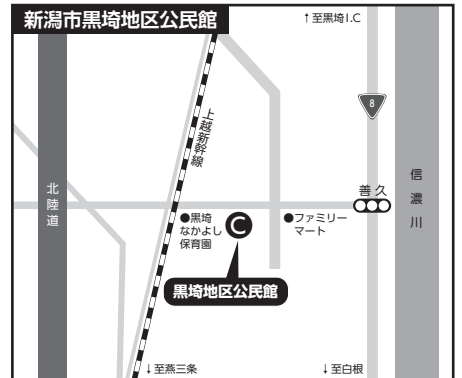 新潟市黒埼地区公民館
↑至黒埼I.C
8
上越新幹線
北陸道
信濃川
善久
●黒埼
なかよし
保育園
C
●ファミリー
マート
黒埼地区公民館
↓至燕三条
↓至白根